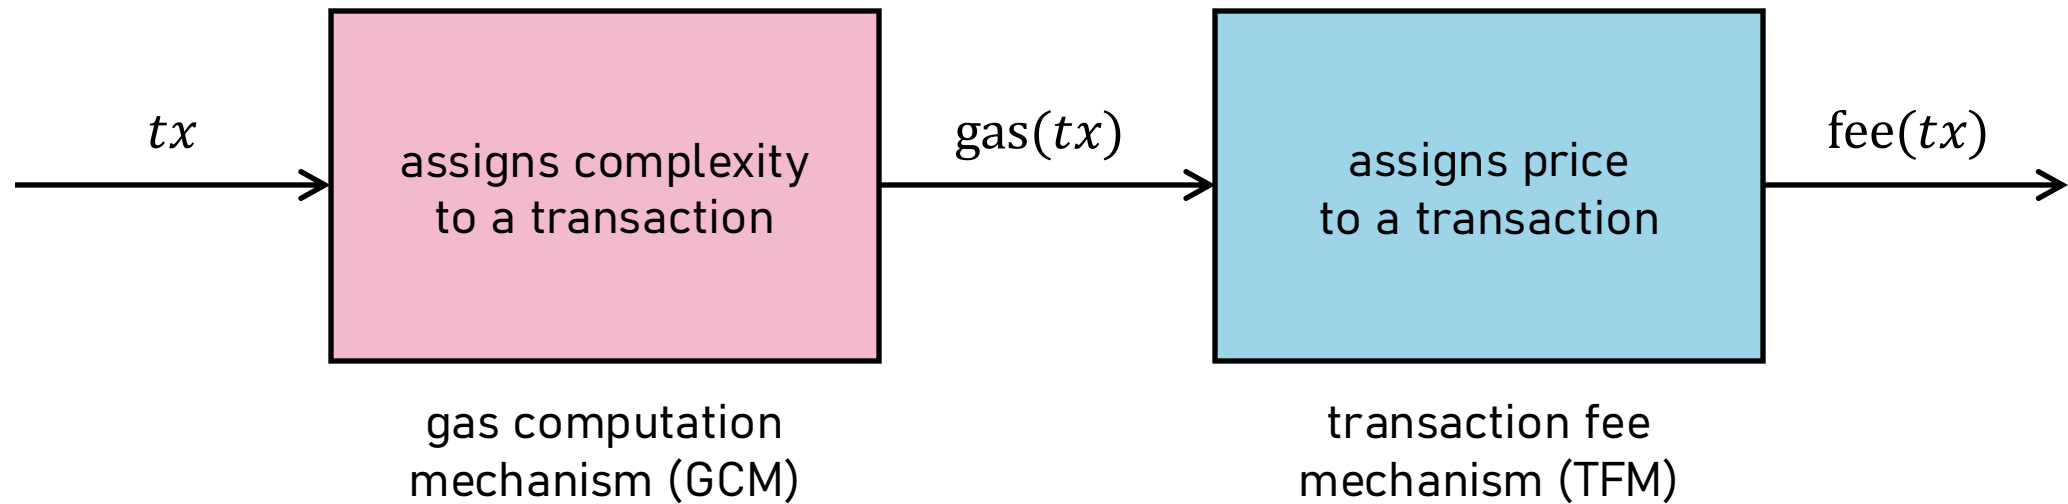 tx
assigns complexity
to a transaction
gas(tx)
assigns price
to a transaction
fee(tx)
gas computation
mechanism (GCM)
transaction fee
mechanism (TFM)